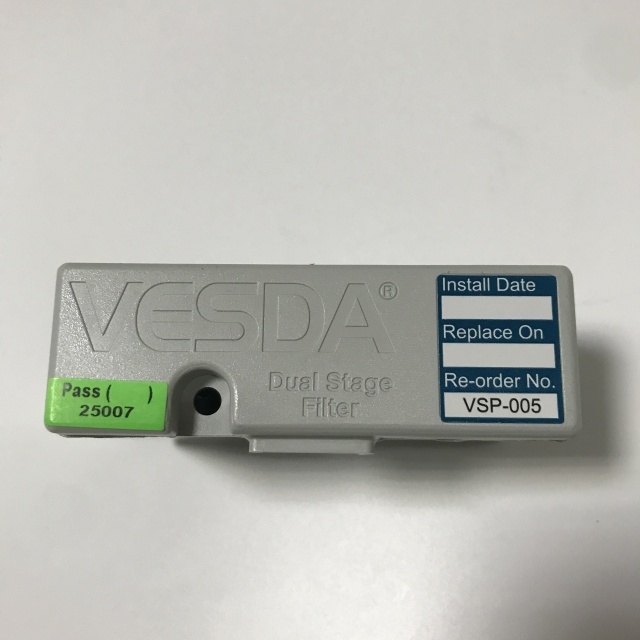 VESDA®
Dual Stage
Filter
Pass ( )
25007
Install Date
Replace On
Re-order No.
VSP-005